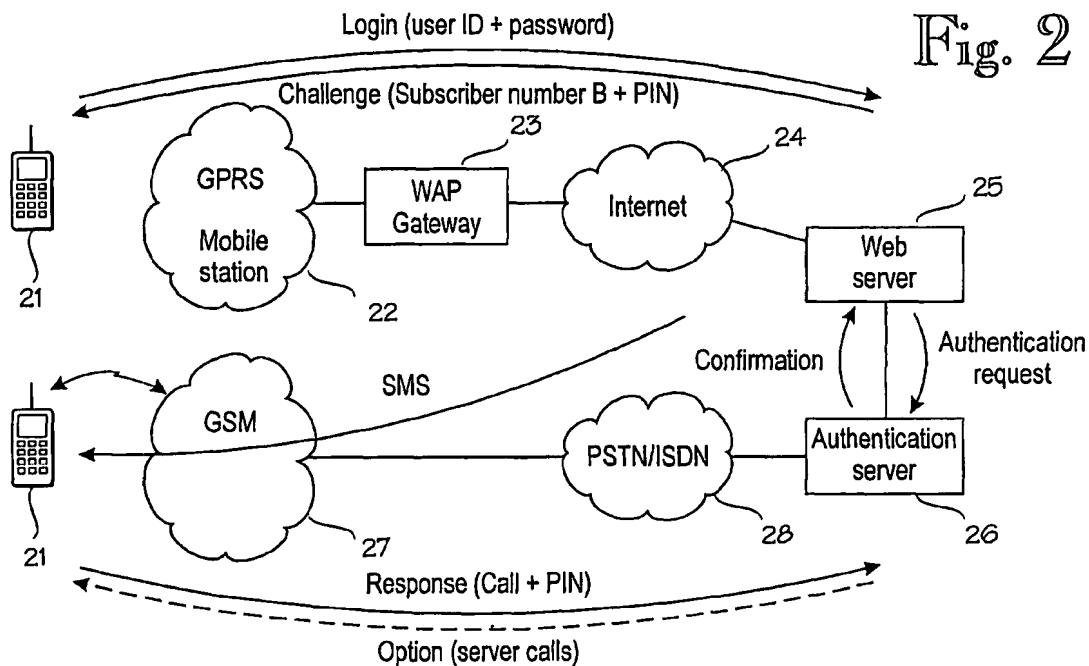 Fig. 2
Login (user ID + password)
Challenge (Subscriber number B + PIN)
23
24
25
GPRS
Mobile
station
WAP
Gateway
Internet
Web
server
21
22
Confirmation
Authentication
request
SMS
GSM
PSTN/ISDN
Authentication
server
21
27
28
26
Response (Call + PIN)
Option (server calls)